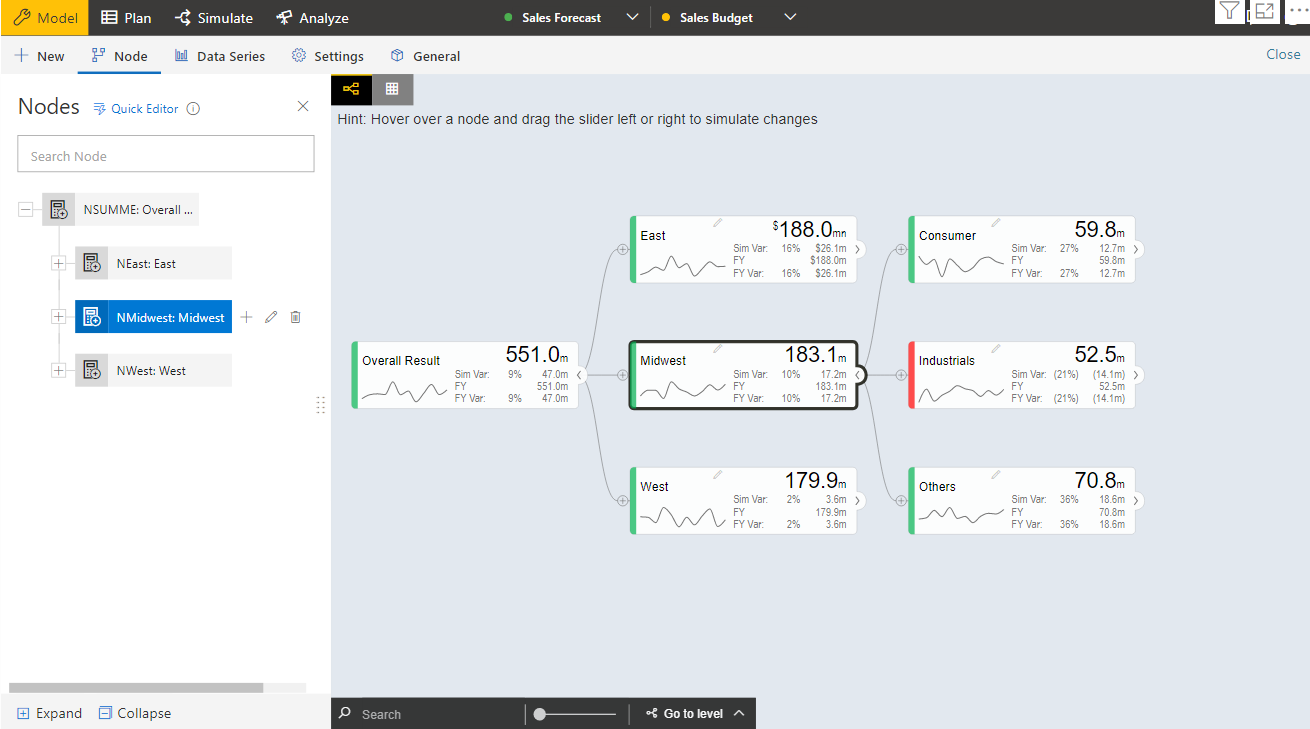 Model Plan Simulate Analyze Sales Forecast Sales Budget
New Node Data Series Settings General Close
Nodes Quick Editor
Search Node
NSUMME: Overall ...
NEast: East
NMidwest: Midwest
NWest: West
Expand Collapse
Hint: Hover over a node and drag the slider left or right to simulate changes
Overall Result 551.0m
Sim Var: 9% 47.0m
FY 551.0m
FY Var: 9% 47.0m
East $188.0mn
Sim Var: 16% $26.1m
FY $188.0m
FY Var: 16% $26.1m
Midwest 183.1m
Sim Var: 10% 17.2m
FY 183.1m
FY Var: 10% 17.2m
West 179.9m
Sim Var: 2% 3.6m
FY 179.9m
FY Var: 2% 3.6m
Consumer 59.8m
Sim Var: 27% 12.7m
FY 59.8m
FY Var: 27% 12.7m
Industrials 52.5m
Sim Var: (21%) (14.1m)
FY 52.5m
FY Var: (21%) (14.1m)
Others 70.8m
Sim Var: 36% 18.6m
FY 70.8m
FY Var: 36% 18.6m
Search Go to level